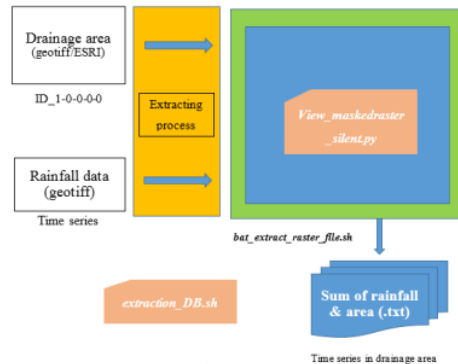 Drainage area
(geotiff/ESRI)
ID_1-0-0-0-0
Extracting
process
View_maskedraster
_silent.py
Rainfall data
(geotiff)
Time series
bat_extract_raster_file.sh
extraction_DB.sh
Sum of rainfall
& area (.txt)
Time series in drainage area